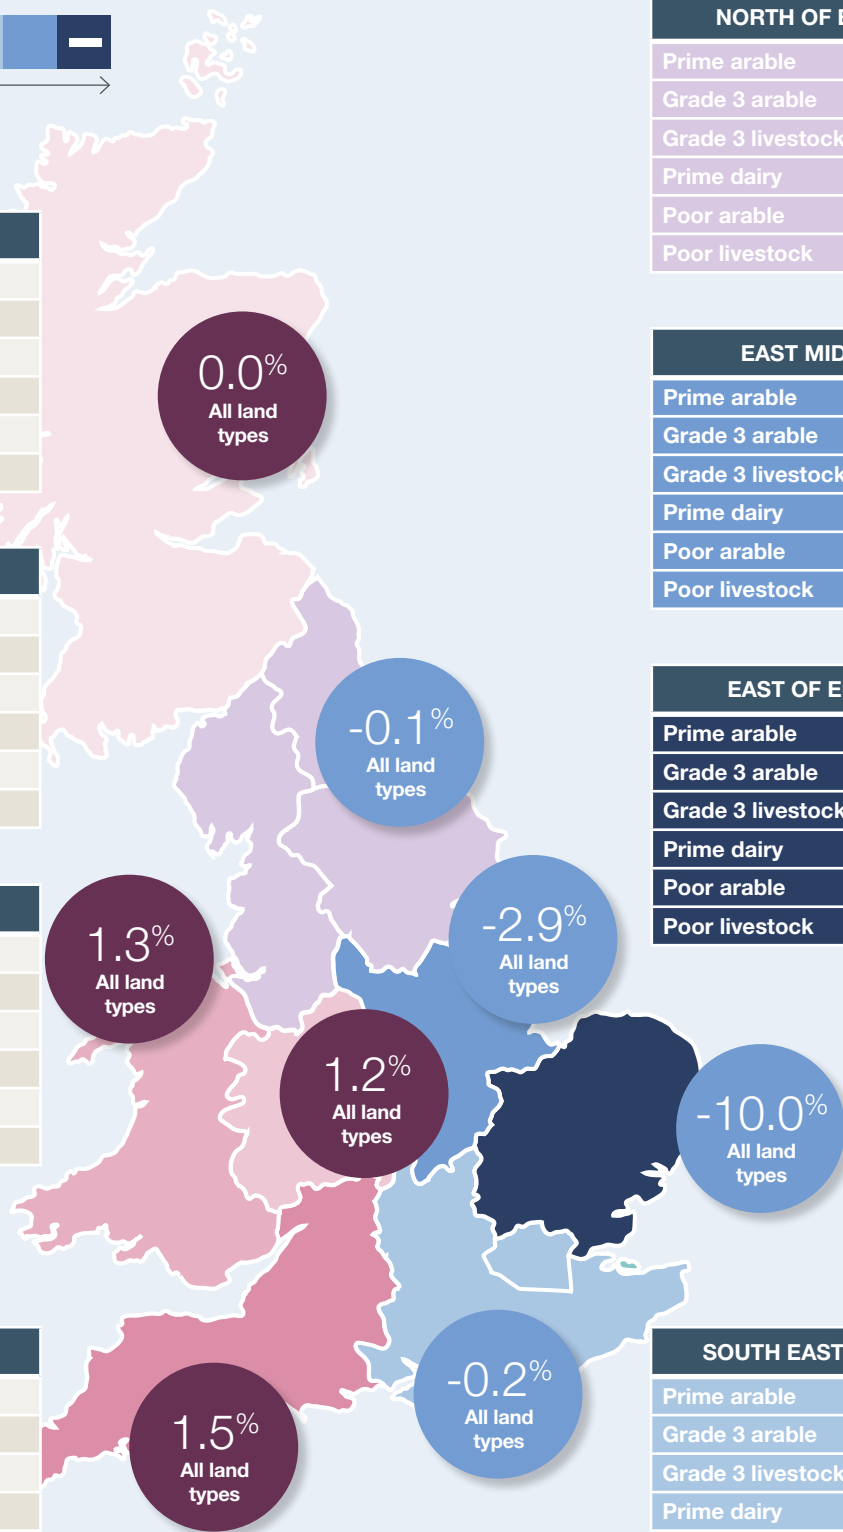 NORTH OF E
Prime arable
Grade 3 arable
Grade 3 livestock
Prime dairy
Poor arable
Poor livestock
0.0%
All land
types
EAST MID
Prime arable
Grade 3 arable
Grade 3 livestock
Prime dairy
Poor arable
Poor livestock
-0.1%
All land
types
EAST OF E
Prime arable
Grade 3 arable
Grade 3 livestock
Prime dairy
Poor arable
Poor livestock
-2.9%
All land
types
1.3%
All land
types
1.2%
All land
types
-10.0%
All land
types
-0.2%
All land
types
1.5%
All land
types
SOUTH EAST
Prime arable
Grade 3 arable
Grade 3 livestock
Prime dairy